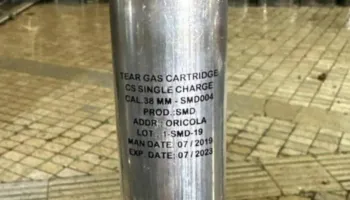 TEAR GAS CARTRIDGE
CS SINGLE CHARGE
CAL.38 MM - SMD004
PROD.:SMD
ADDR.: ORICOLA
LOT.: 1-SMD-19
MAN DATE: 07/2019
EXP. DATE: 07/2023